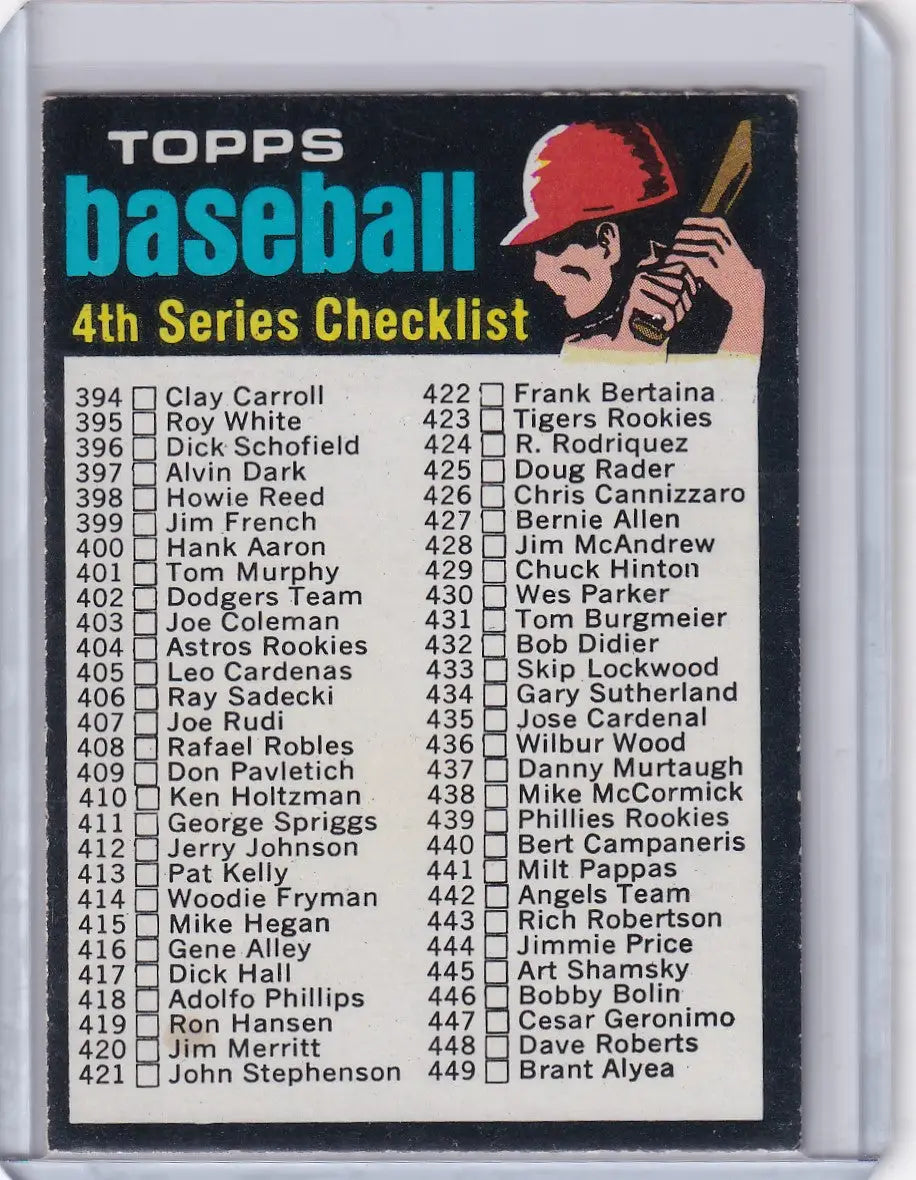 TOPPS
baseball
4th Series Checklist
394 Clay Carroll
395 Roy White
396 Dick Schofield
397 Alvin Dark
398 Howie Reed
399 Jim French
400 Hank Aaron
401 Tom Murphy
402 Dodgers Team
403 Joe Coleman
404 Astros Rookies
405 Leo Cardenas
406 Ray Sadecki
407 Joe Rudi
408 Rafael Robles
409 Don Pavletich
410 Ken Holtzman
411 George Spriggs
412 Jerry Johnson
413 Pat Kelly
414 Woodie Fryman
415 Mike Hegan
416 Gene Alley
417 Dick Hall
418 Adolfo Phillips
419 Ron Hansen
420 Jim Merritt
421 John Stephenson
422 Frank Bertaina
423 Tigers Rookies
424 R. Rodriquez
425 Doug Rader
426 Chris Cannizzaro
427 Bernie Allen
428 Jim McAndrew
429 Chuck Hinton
430 Wes Parker
431 Tom Burgmeier
432 Bob Didier
433 Skip Lockwood
434 Gary Sutherland
435 Jose Cardenal
436 Wilbur Wood
437 Danny Murtaugh
438 Mike McCormick
439 Phillies Rookies
440 Bert Campaneris
441 Milt Pappas
442 Angels Team
443 Rich Robertson
444 Jimmie Price
445 Art Shamsky
446 Bobby Bolin
447 Cesar Geronimo
448 Dave Roberts
449 Brant Alyea